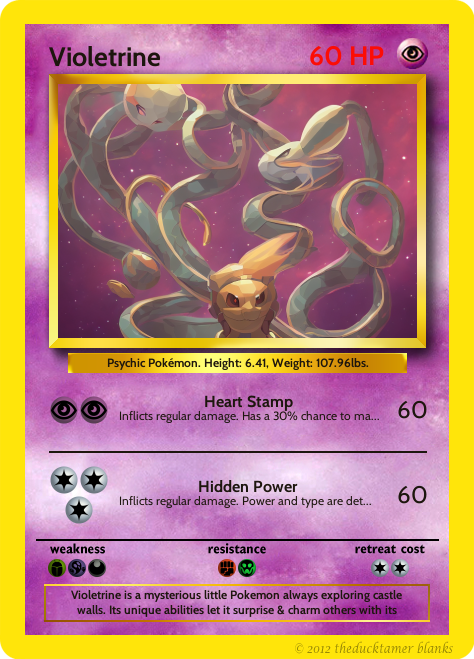 Violetrine 60 HP
Psychic Pokémon. Height: 6.41, Weight: 107.96lbs.
Heart Stamp 60
Inflicts regular damage. Has a 30% chance to ma...
Hidden Power 60
Inflicts regular damage. Power and type are det...
weakness resistance retreat cost
Violetrine is a mysterious little Pokemon always exploring castle
walls. Its unique abilities let it surprise & charm others with its
© 2012 theducktamer blanks